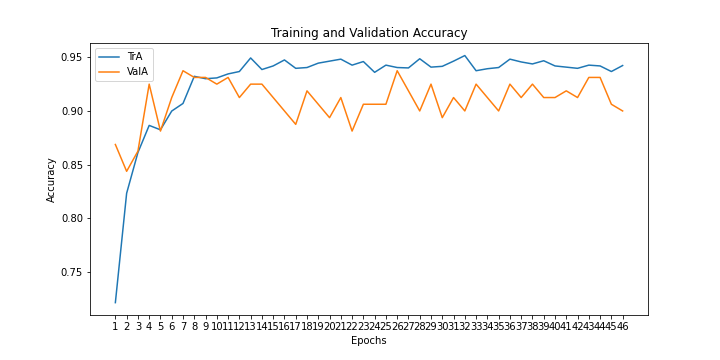 Training and Validation Accuracy
TrA
ValA
0.95
0.90
0.85
0.80
0.75
Accuracy
1 2 3 4 5 6 7 8 9 10 11 12 13 14 15 16 17 18 19 20 21 22 23 24 25 26 27 28 29 30 31 32 33 34 35 36 37 38 39 40 41 42 43 44 45 46
Epochs